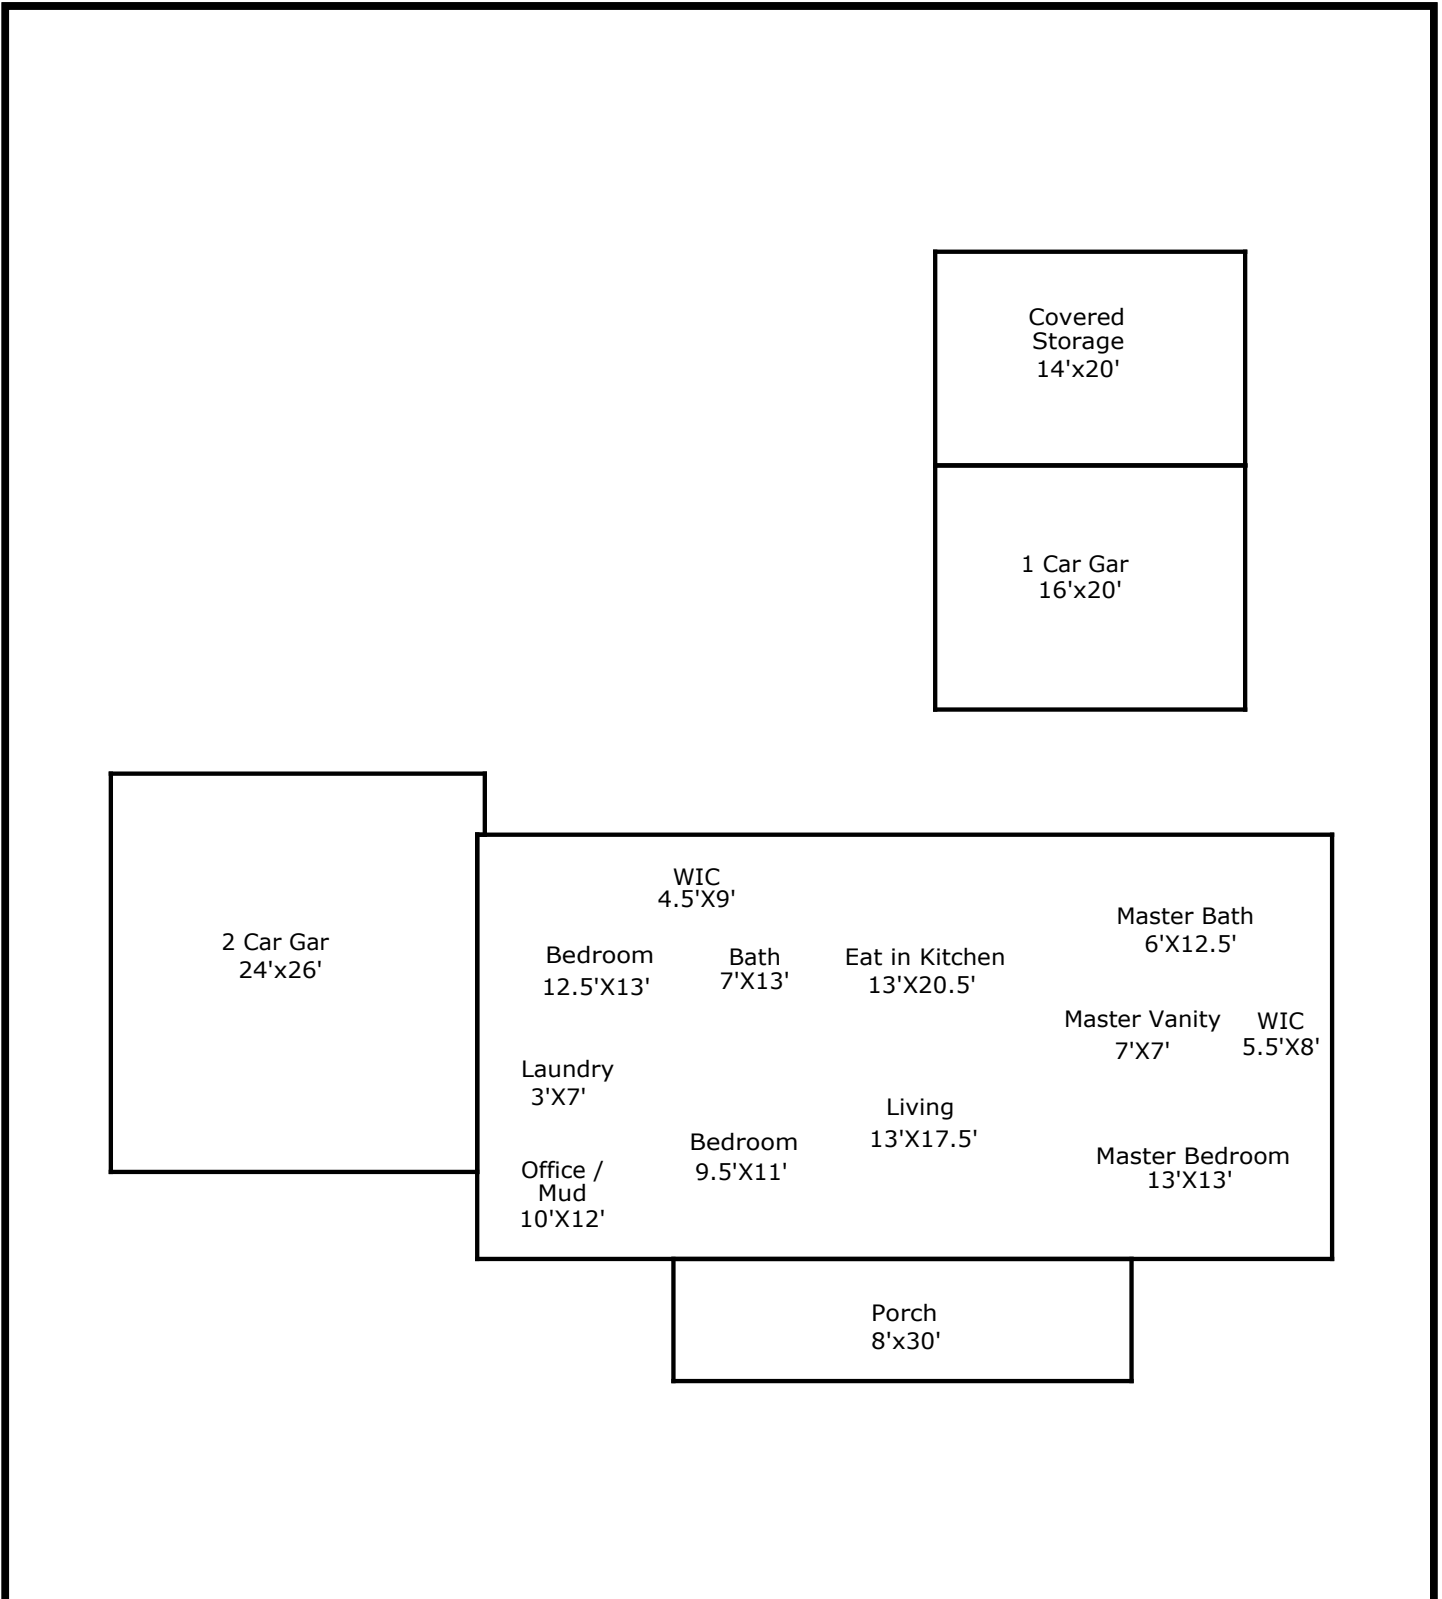 Covered
Storage
14'x20'
1 Car Gar
16'x20'
2 Car Gar
24'x26'
WIC
4.5'X9'
Bedroom
12.5'X13'
Bath
7'X13'
Eat in Kitchen
13'X20.5'
Master Bath
6'X12.5'
Master Vanity
7'X7'
WIC
5.5'X8'
Laundry
3'X7'
Living
13'X17.5'
Bedroom
9.5'X11'
Master Bedroom
13'X13'
Office /
Mud
10'X12'
Porch
8'x30'